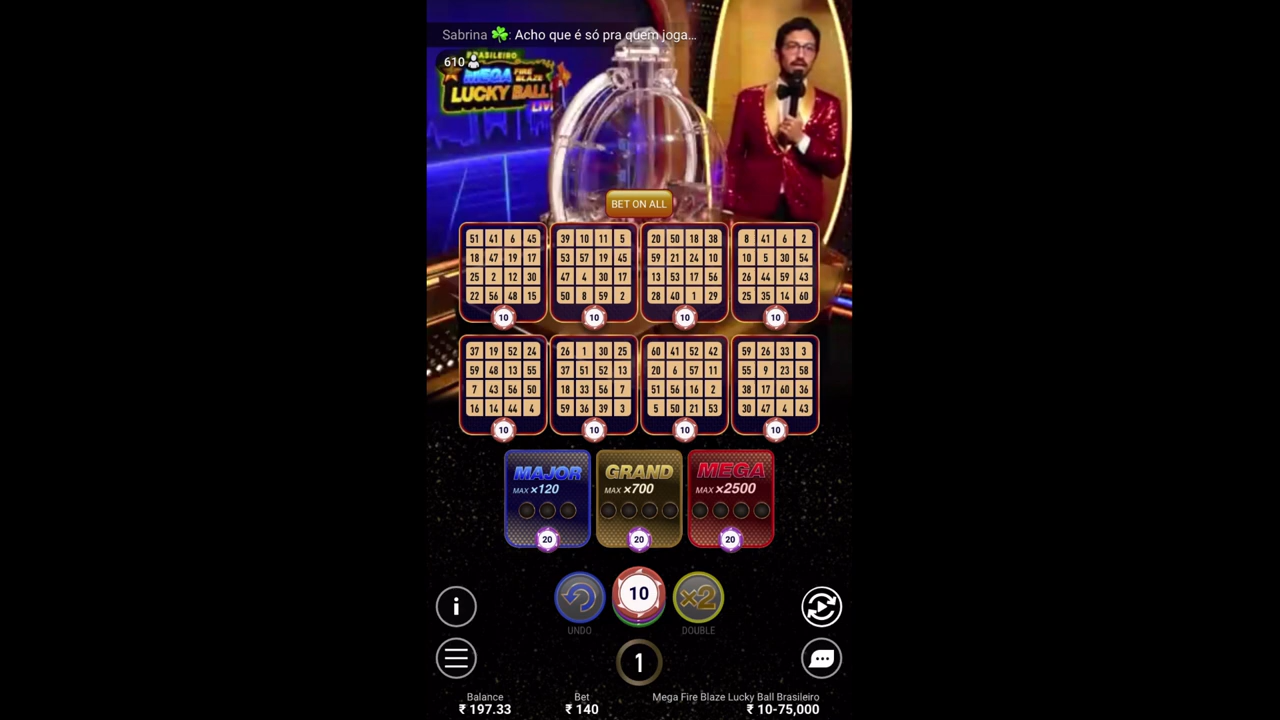 Sabrina ☘: Acho que é só pra quem joga…
610
BRASILEIRO
MEGA FIRE BLAZE
LUCKY BALL
LIVE
BET ON ALL
51 41 6 45
18 47 19 17
25 2 12 30
22 56 48 15
10
39 10 11 5
53 57 19 45
47 4 30 17
50 8 59 2
10
20 50 18 38
59 21 24 10
13 53 17 56
28 40 1 29
10
8 41 6 2
10 5 30 54
26 44 59 43
25 35 14 60
10
37 19 52 24
59 48 13 55
7 43 56 50
16 14 44 4
10
26 1 30 25
37 51 52 13
18 33 56 7
59 36 39 3
10
60 41 52 42
20 6 57 11
51 56 16 2
5 50 21 53
10
59 26 33 3
55 9 23 58
38 17 60 36
30 47 4 43
10
MAJOR
MAX ×120
20
GRAND
MAX ×700
20
MEGA
MAX ×2500
20
10
×2
UNDO
DOUBLE
1
Balance
₹ 197.33
Bet
₹ 140
Mega Fire Blaze Lucky Ball Brasileiro
₹ 10-75,000